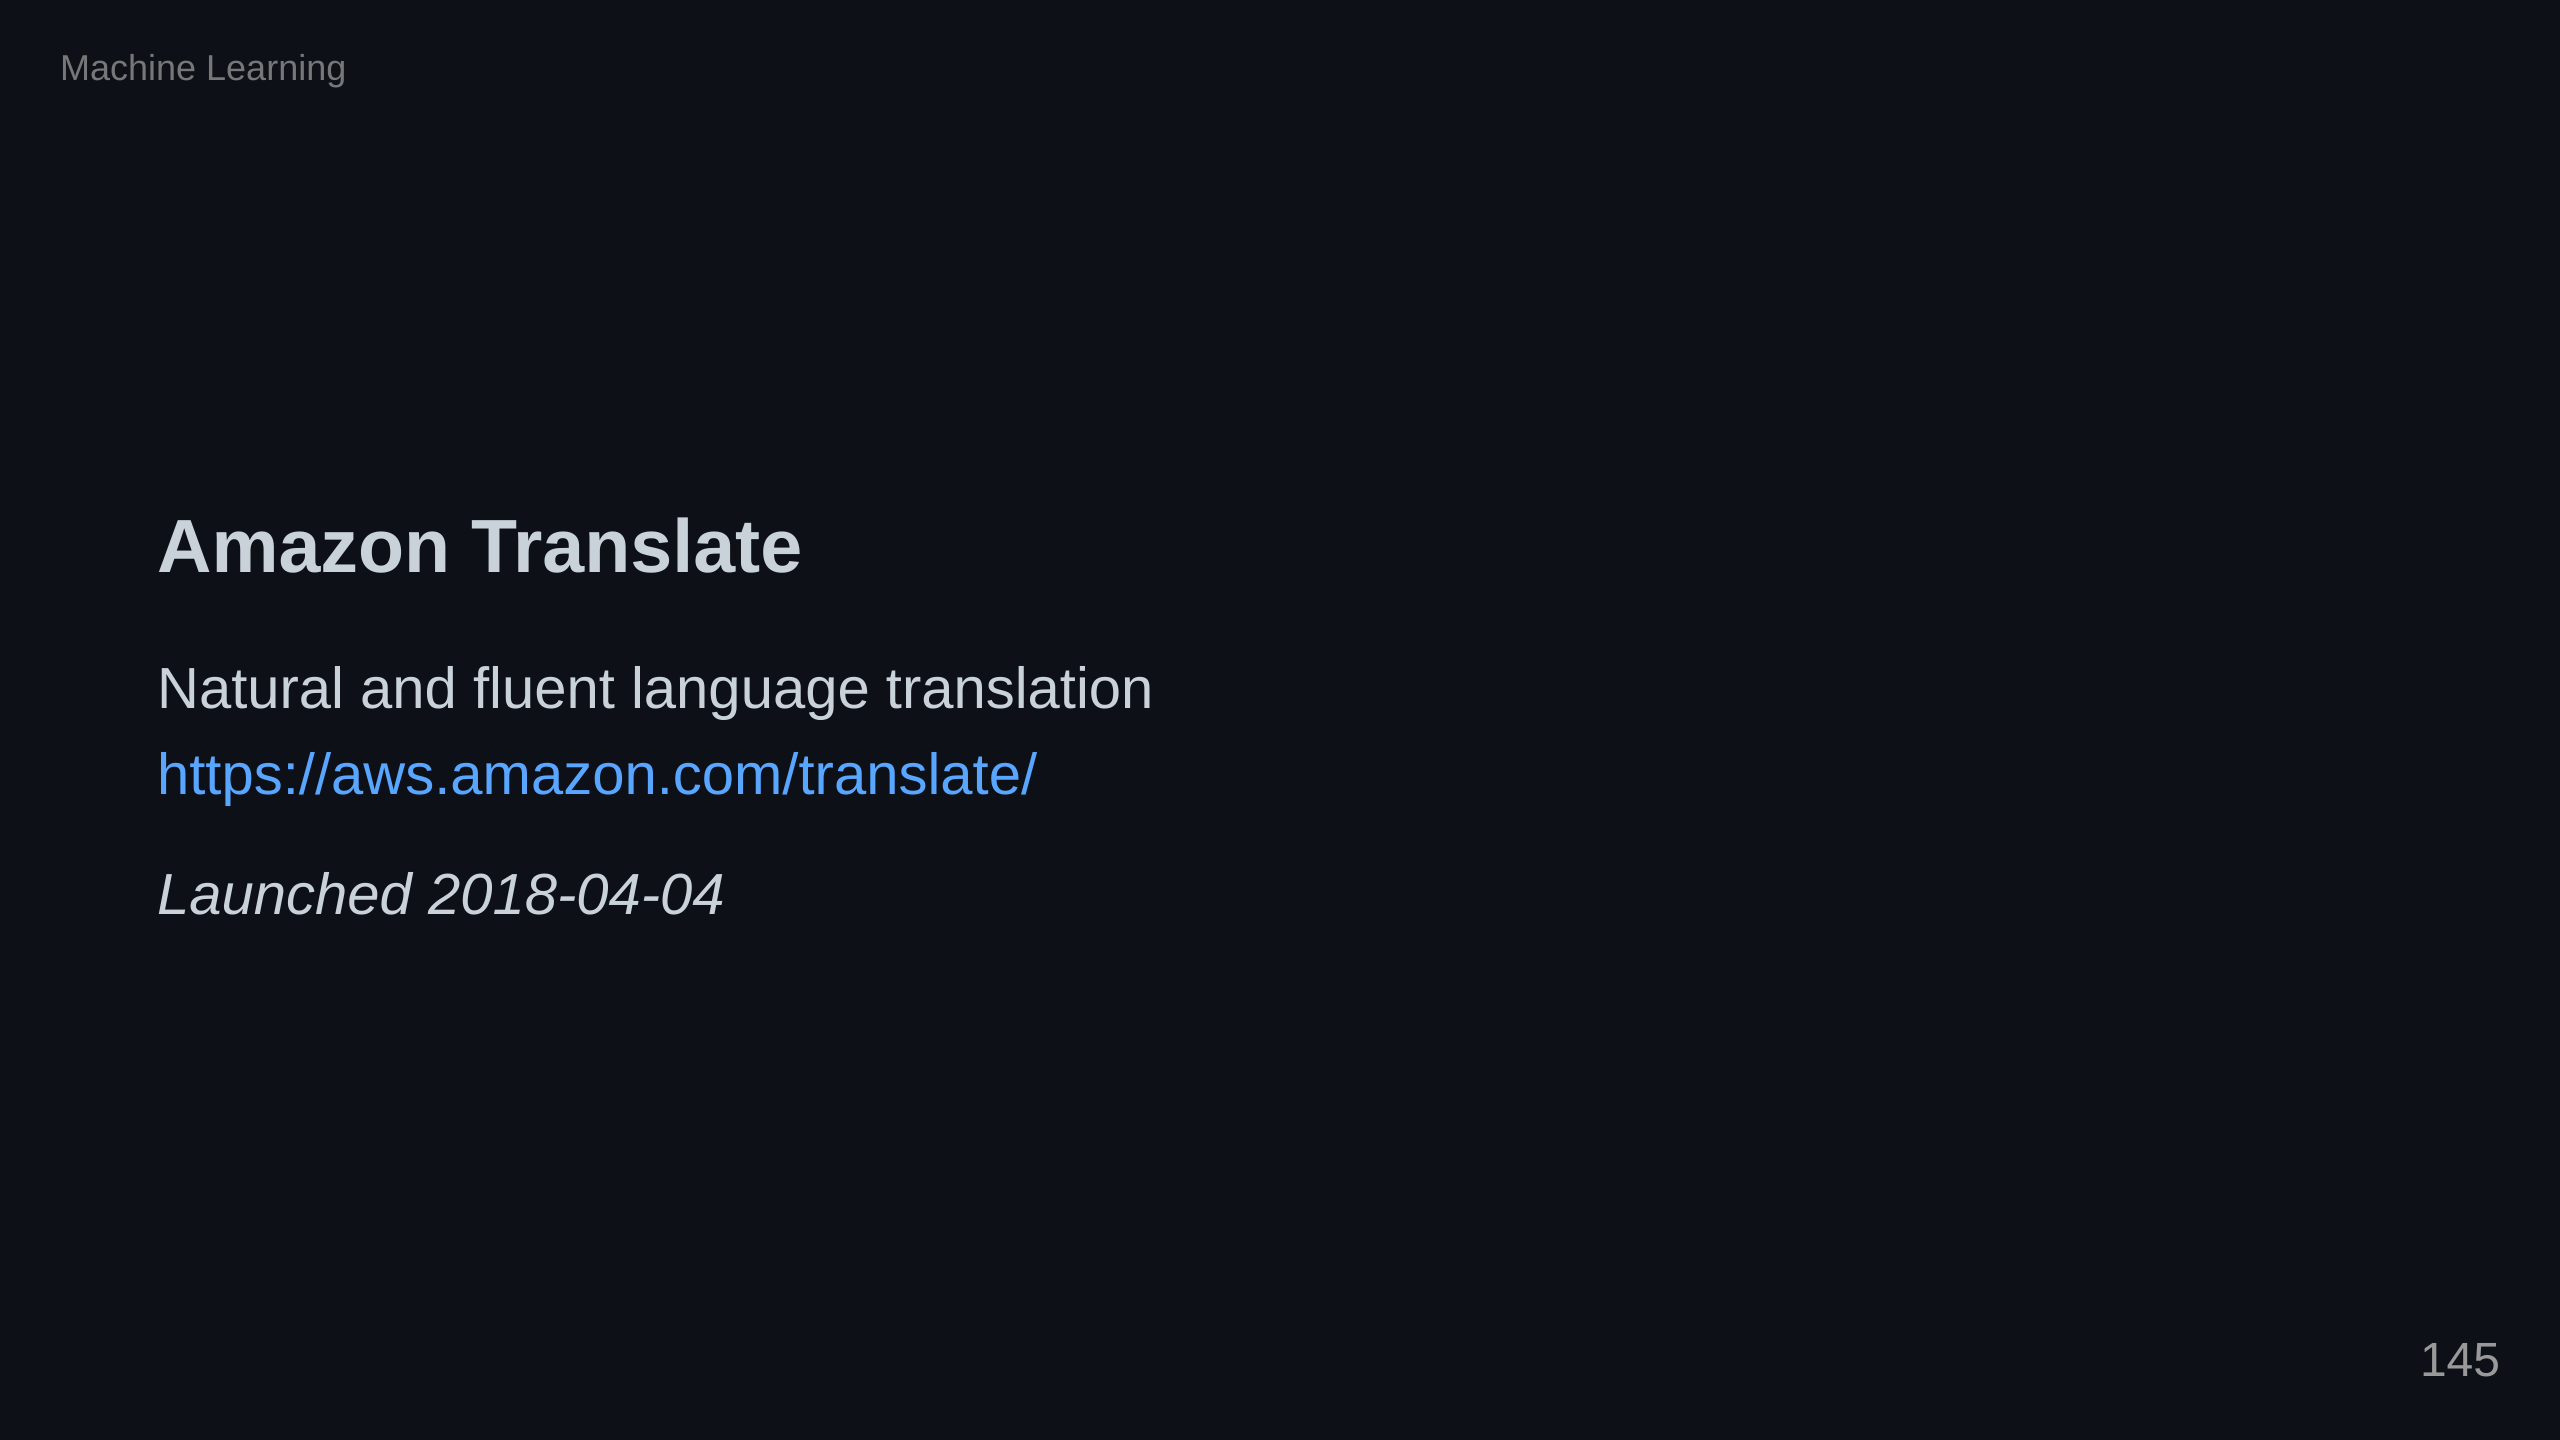 Machine Learning
Amazon Translate
Natural and fluent language translation
https://aws.amazon.com/translate/
Launched 2018-04-04
145